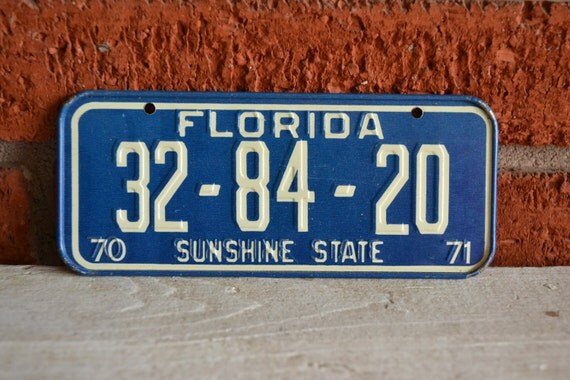 FLORIDA
32-84-20
70 SUNSHINE STATE 71